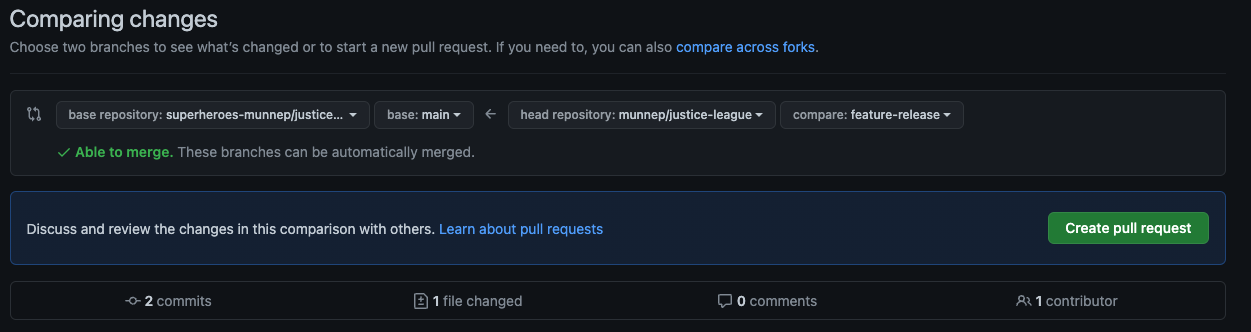 Comparing changes
Choose two branches to see what's changed or to start a new pull request. If you need to, you can also compare across forks.
base repository: superheroes-munnep/justice... base: main head repository: munnep/justice-league compare: feature-release
Able to merge. These branches can be automatically merged.
Discuss and review the changes in this comparison with others. Learn about pull requests Create pull request
2 commits 1 file changed 0 comments 1 contributor